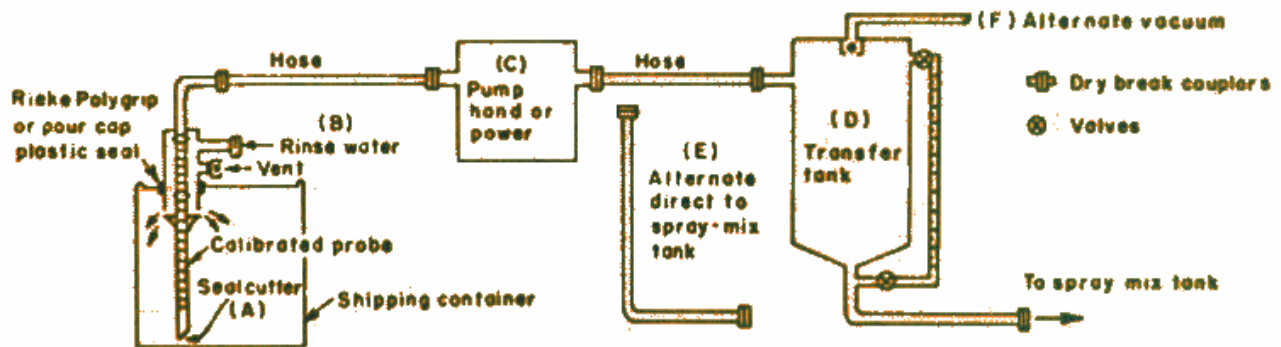 (F) Alternate vacuum
Hose
(C)
Pump
hand or
power
Hose
Dry break couplers
Rieke Polygrip
or pour cap
plastic seal
(B)
Rinse water
Vent
(D)
Transfer
tank
Valves
(E)
Alternate
direct to
spray-mix
tank
Calibrated probe
Seal cutter
(A)
Shipping container
To spray mix tank